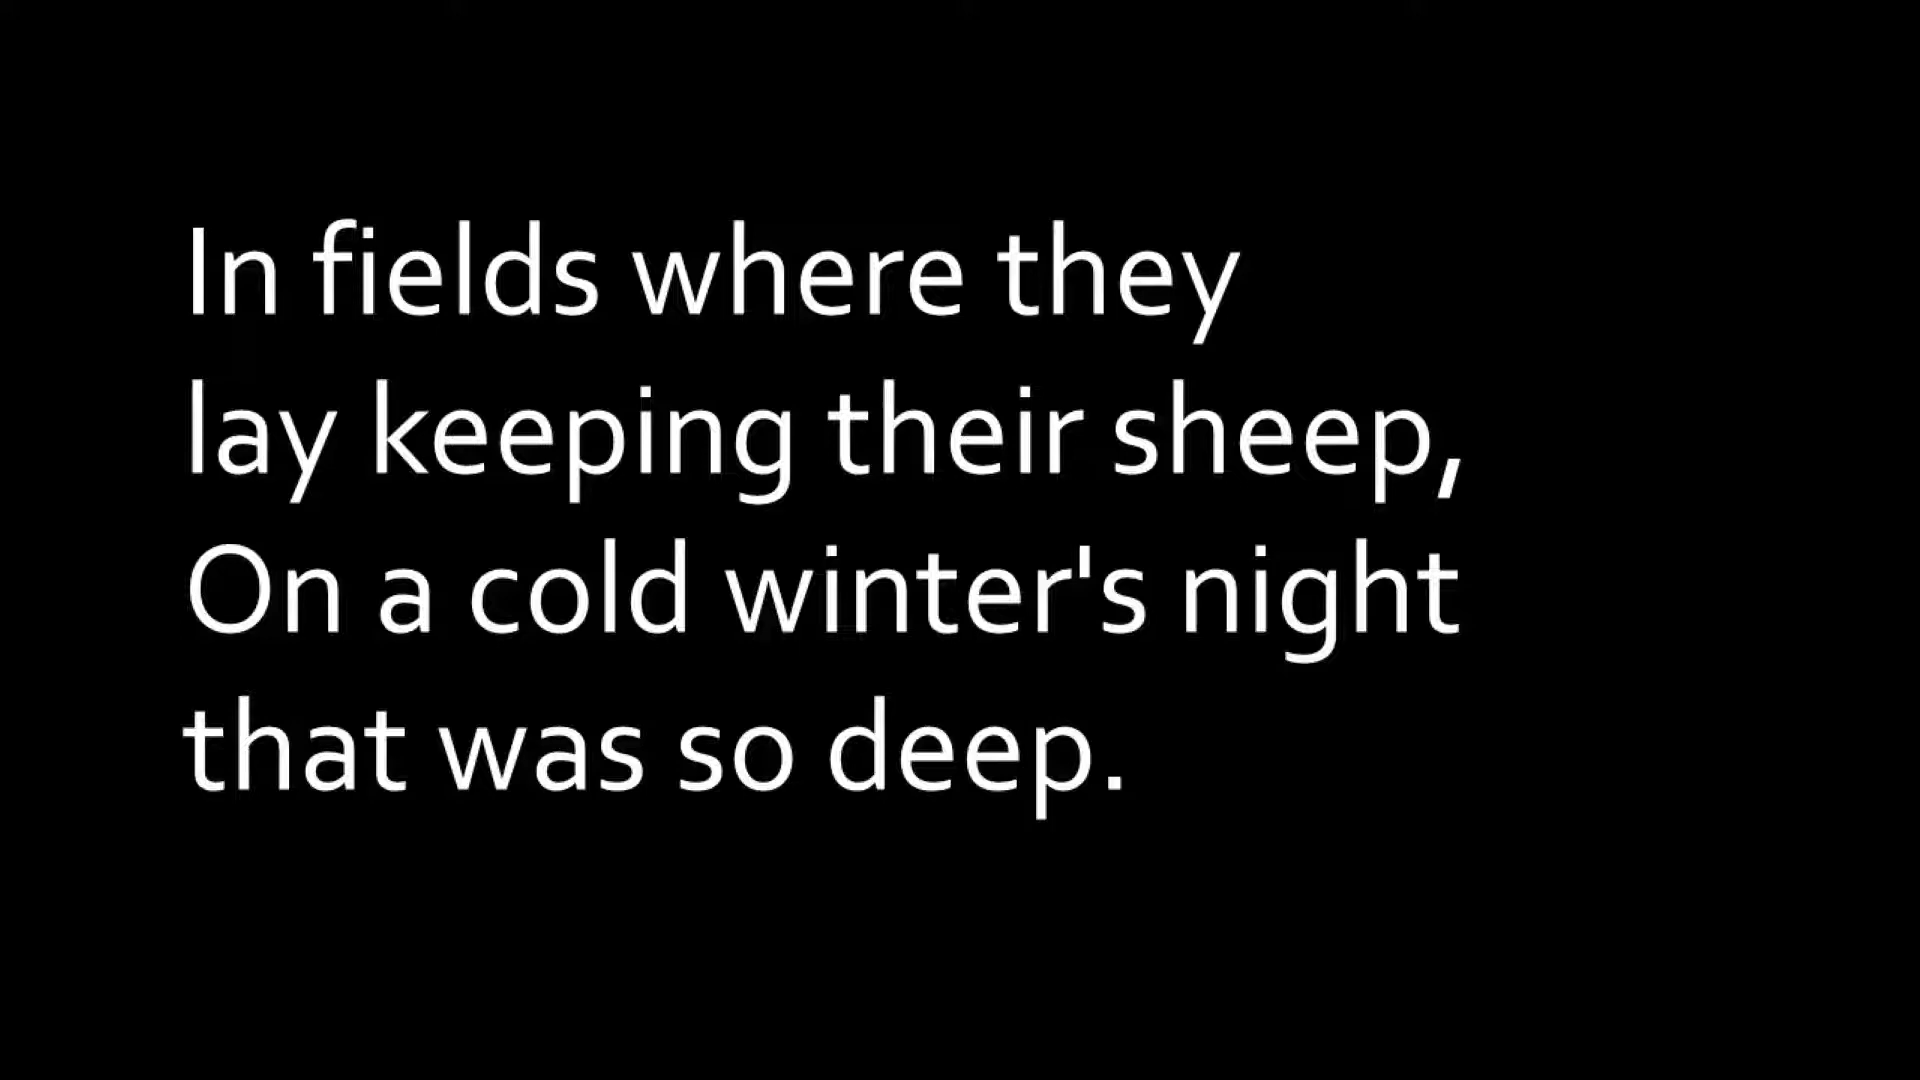 In fields where they
lay keeping their sheep,
On a cold winter's night
that was so deep.